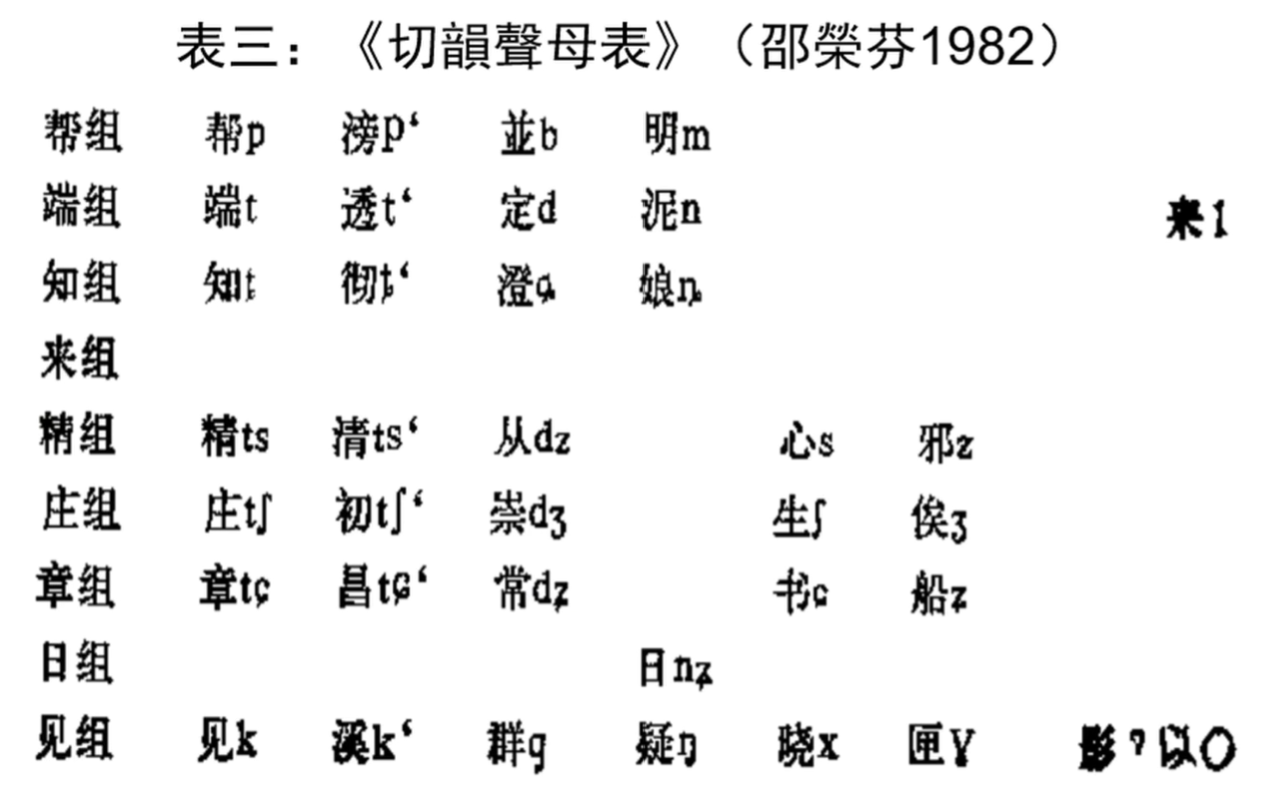 表三：《切韻聲母表》（邵榮芬1982）
帮组 帮p 滂p‘ 並b 明m
端组 端t 透t‘ 定d 泥n 来l
知组 知ȶ 彻ȶ‘ 澄ȡ 娘ȵ
来组
精组 精ts 清ts‘ 从dz 心s 邪z
庄组 庄tʃ 初tʃ‘ 崇dʒ 生ʃ 俟ʒ
章组 章tɕ 昌tɕ‘ 常dʑ 书ɕ 船ʑ
日组 日nʑ
见组 见k 溪k‘ 群g 疑ŋ 晓x 匣ɣ 影ʔ 以〇